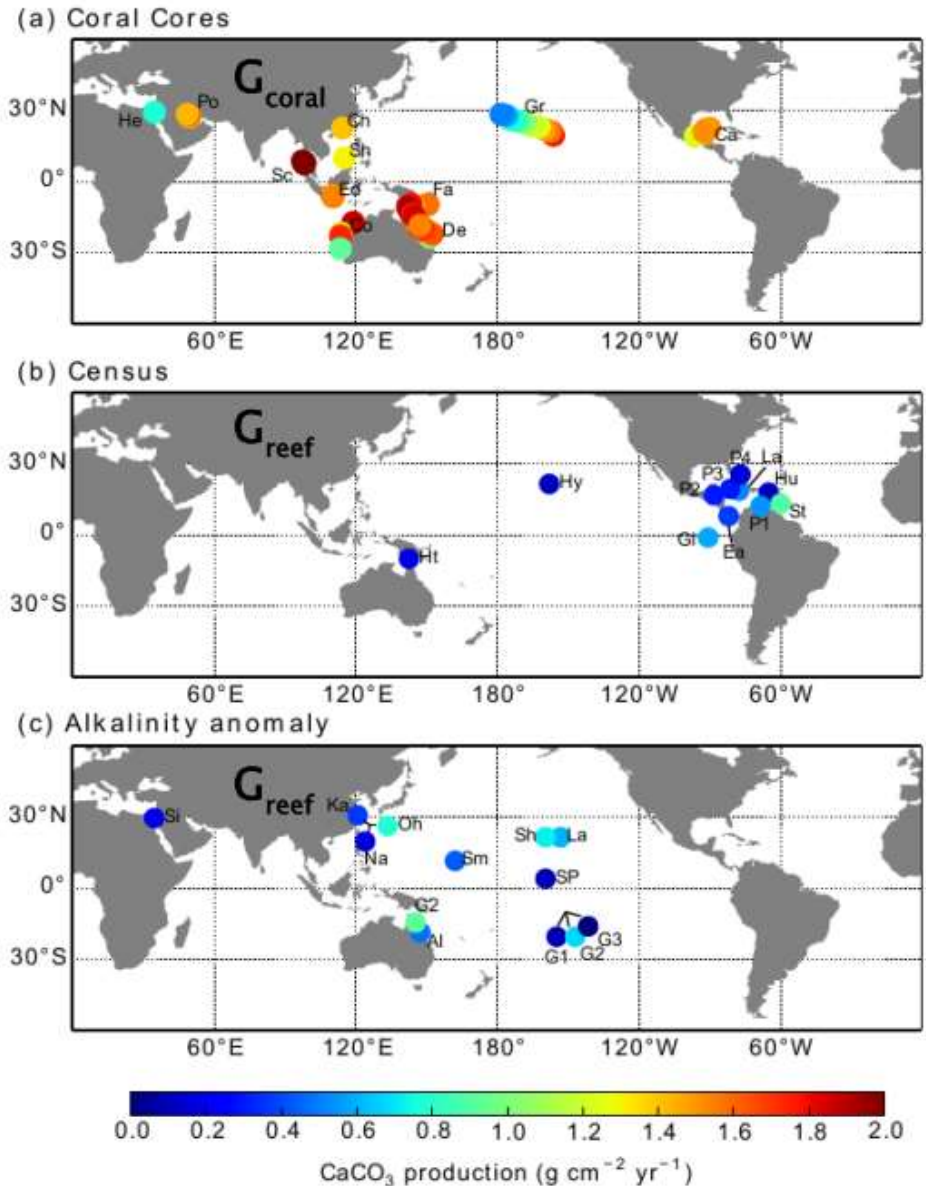 (a) Coral Cores
G coral
30°N
0°
30°S
He
Po
Ch
Sh
Sc
Ed
Co
Fa
De
Gr
Ca
60°E 120°E 180° 120°W 60°W
(b) Census
G reef
30°N
0°
30°S
Hy
Ht
P4 La
P3
Hu
P2
P1
St
Gl
Ea
60°E 120°E 180° 120°W 60°W
(c) Alkalinity anomaly
G reef
30°N
0°
30°S
Si
Ka
Oh
Na
Sm
Sh
La
SP
G2
Al
G1 G2 G3
60°E 120°E 180° 120°W 60°W
0.0 0.2 0.4 0.6 0.8 1.0 1.2 1.4 1.6 1.8 2.0
CaCO₃ production (g cm⁻² yr⁻¹)